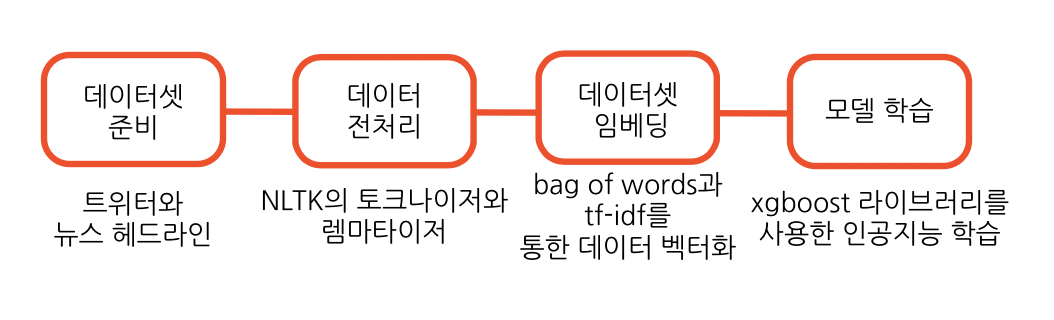 데이터셋
준비
데이터
전처리
데이터셋
임베딩
모델 학습
트위터와
뉴스 헤드라인
NLTK의 토크나이저와
렘마타이저
bag of words과
tf-idf를
통한 데이터 벡터화
xgboost 라이브러리를
사용한 인공지능 학습